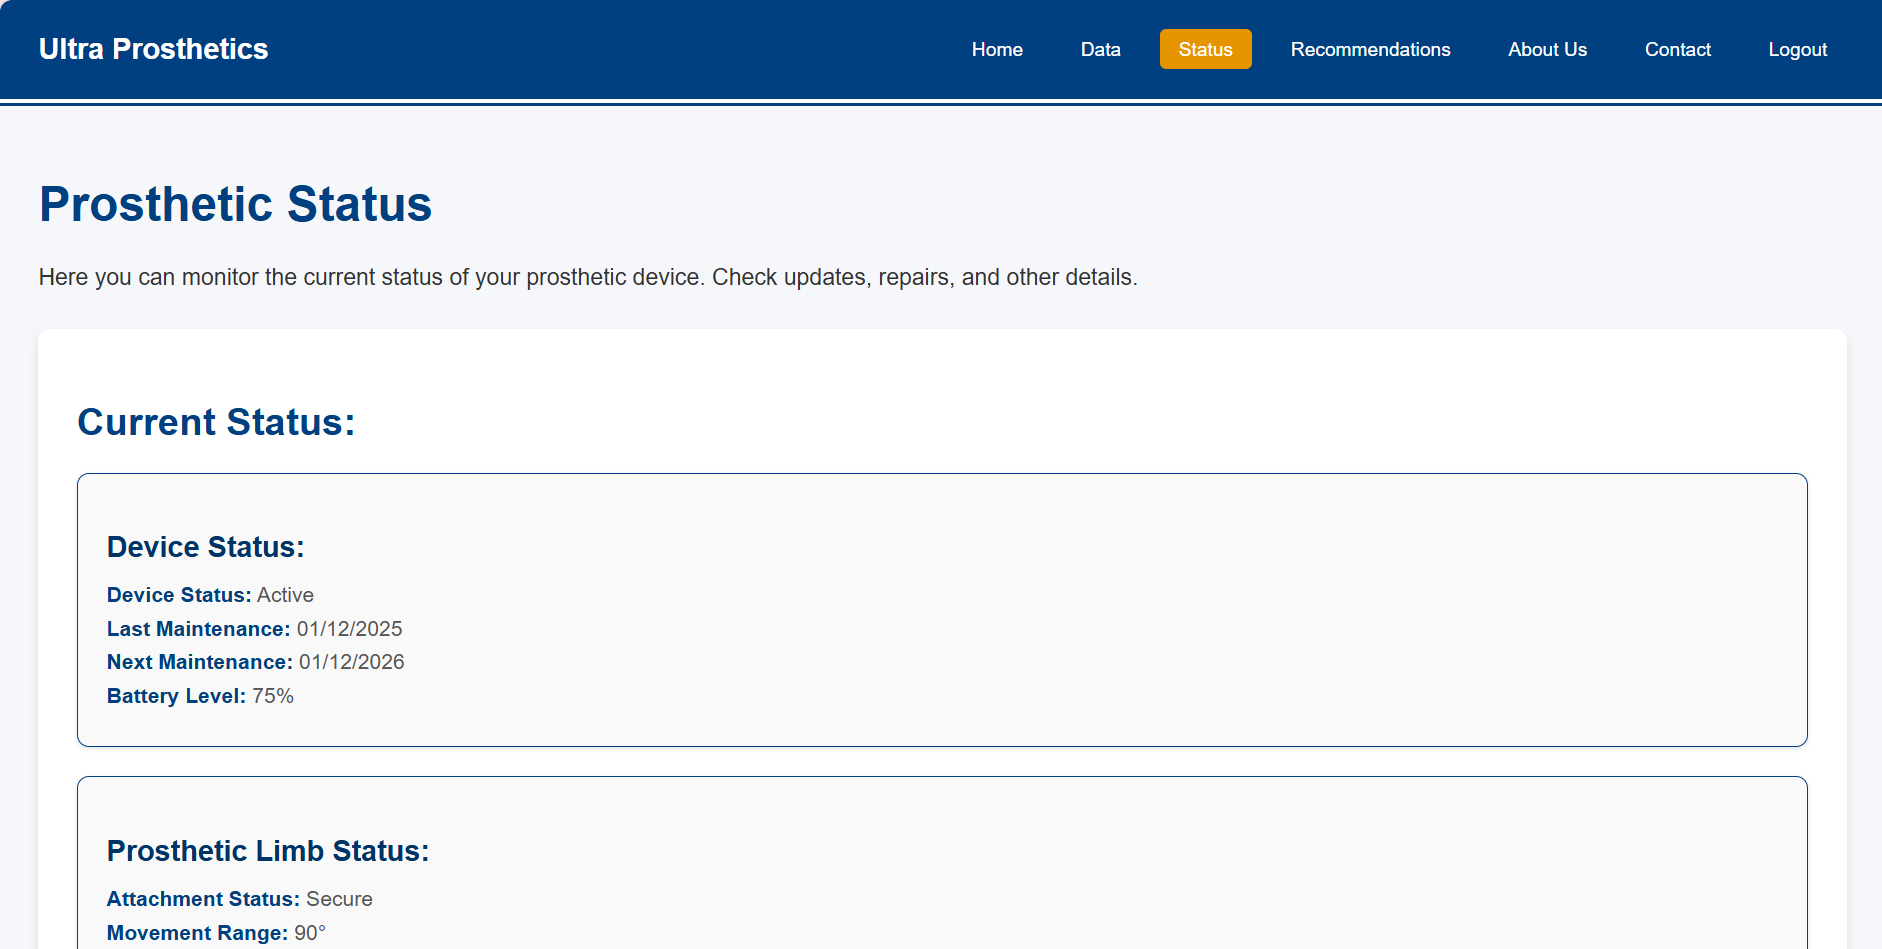 Ultra Prosthetics
Home Data Status Recommendations About Us Contact Logout
Prosthetic Status
Here you can monitor the current status of your prosthetic device. Check updates, repairs, and other details.
Current Status:
Device Status:
Device Status: Active
Last Maintenance: 01/12/2025
Next Maintenance: 01/12/2026
Battery Level: 75%
Prosthetic Limb Status:
Attachment Status: Secure
Movement Range: 90°